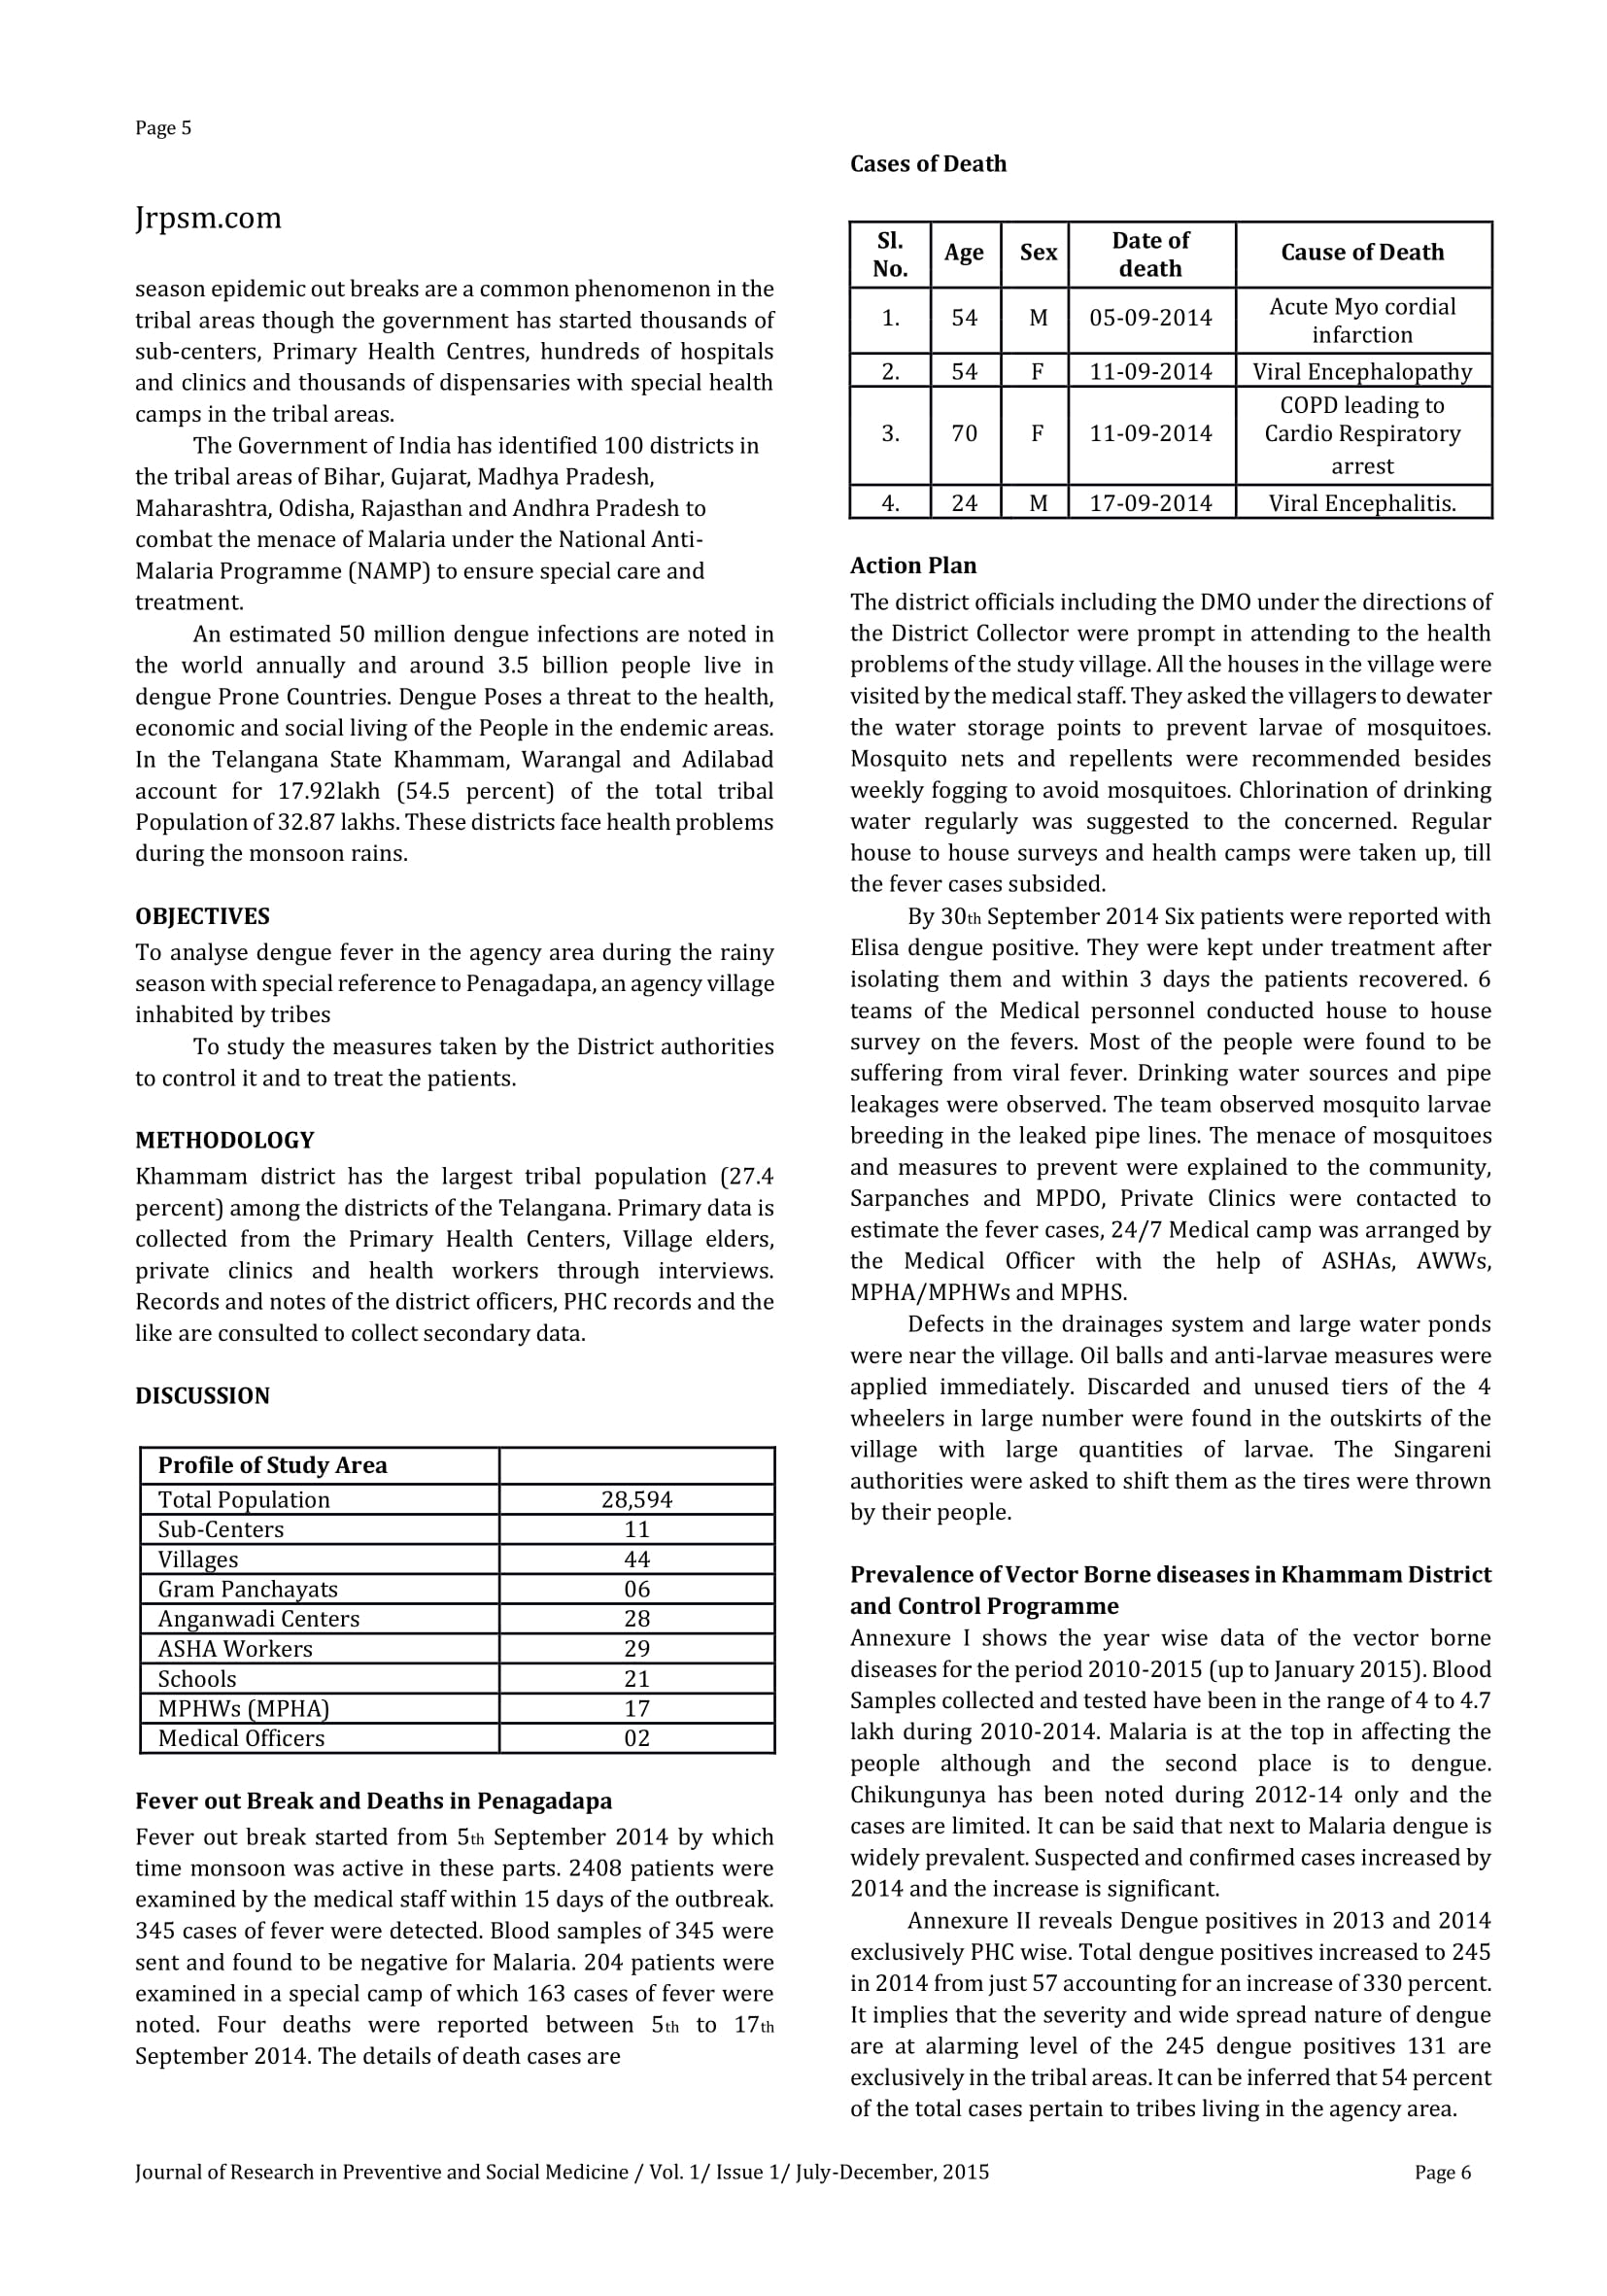 Page 5
Jrpsm.com
season epidemic out breaks are a common phenomenon in the
tribal areas though the government has started thousands of
sub-centers, Primary Health Centres, hundreds of hospitals
and clinics and thousands of dispensaries with special health
camps in the tribal areas.
The Government of India has identified 100 districts in
the tribal areas of Bihar, Gujarat, Madhya Pradesh,
Maharashtra, Odisha, Rajasthan and Andhra Pradesh to
combat the menace of Malaria under the National Anti-
Malaria Programme (NAMP) to ensure special care and
treatment.
An estimated 50 million dengue infections are noted in
the world annually and around 3.5 billion people live in
dengue Prone Countries. Dengue Poses a threat to the health,
economic and social living of the People in the endemic areas.
In the Telangana State Khammam, Warangal and Adilabad
account for 17.92lakh (54.5 percent) of the total tribal
Population of 32.87 lakhs. These districts face health problems
during the monsoon rains.
OBJECTIVES
To analyse dengue fever in the agency area during the rainy
season with special reference to Penagadapa, an agency village
inhabited by tribes
To study the measures taken by the District authorities
to control it and to treat the patients.
METHODOLOGY
Khammam district has the largest tribal population (27.4
percent) among the districts of the Telangana. Primary data is
collected from the Primary Health Centers, Village elders,
private clinics and health workers through interviews.
Records and notes of the district officers, PHC records and the
like are consulted to collect secondary data.
DISCUSSION
Profile of Study Area
Total Population 28,594
Sub-Centers 11
Villages 44
Gram Panchayats 06
Anganwadi Centers 28
ASHA Workers 29
Schools 21
MPHWs (MPHA) 17
Medical Officers 02
Fever out Break and Deaths in Penagadapa
Fever out break started from 5th September 2014 by which
time monsoon was active in these parts. 2408 patients were
examined by the medical staff within 15 days of the outbreak.
345 cases of fever were detected. Blood samples of 345 were
sent and found to be negative for Malaria. 204 patients were
examined in a special camp of which 163 cases of fever were
noted. Four deaths were reported between 5th to 17th
September 2014. The details of death cases are
Cases of Death
Sl. No. Age Sex Date of death Cause of Death
1. 54 M 05-09-2014 Acute Myo cordial infarction
2. 54 F 11-09-2014 Viral Encephalopathy
3. 70 F 11-09-2014 COPD leading to Cardio Respiratory arrest
4. 24 M 17-09-2014 Viral Encephalitis.
Action Plan
The district officials including the DMO under the directions of
the District Collector were prompt in attending to the health
problems of the study village. All the houses in the village were
visited by the medical staff. They asked the villagers to dewater
the water storage points to prevent larvae of mosquitoes.
Mosquito nets and repellents were recommended besides
weekly fogging to avoid mosquitoes. Chlorination of drinking
water regularly was suggested to the concerned. Regular
house to house surveys and health camps were taken up, till
the fever cases subsided.
By 30th September 2014 Six patients were reported with
Elisa dengue positive. They were kept under treatment after
isolating them and within 3 days the patients recovered. 6
teams of the Medical personnel conducted house to house
survey on the fevers. Most of the people were found to be
suffering from viral fever. Drinking water sources and pipe
leakages were observed. The team observed mosquito larvae
breeding in the leaked pipe lines. The menace of mosquitoes
and measures to prevent were explained to the community,
Sarpanches and MPDO, Private Clinics were contacted to
estimate the fever cases, 24/7 Medical camp was arranged by
the Medical Officer with the help of ASHAs, AWWs,
MPHA/MPHWs and MPHS.
Defects in the drainages system and large water ponds
were near the village. Oil balls and anti-larvae measures were
applied immediately. Discarded and unused tiers of the 4
wheelers in large number were found in the outskirts of the
village with large quantities of larvae. The Singareni
authorities were asked to shift them as the tires were thrown
by their people.
Prevalence of Vector Borne diseases in Khammam District
and Control Programme
Annexure I shows the year wise data of the vector borne
diseases for the period 2010-2015 (up to January 2015). Blood
Samples collected and tested have been in the range of 4 to 4.7
lakh during 2010-2014. Malaria is at the top in affecting the
people although and the second place is to dengue.
Chikungunya has been noted during 2012-14 only and the
cases are limited. It can be said that next to Malaria dengue is
widely prevalent. Suspected and confirmed cases increased by
2014 and the increase is significant.
Annexure II reveals Dengue positives in 2013 and 2014
exclusively PHC wise. Total dengue positives increased to 245
in 2014 from just 57 accounting for an increase of 330 percent.
It implies that the severity and wide spread nature of dengue
are at alarming level of the 245 dengue positives 131 are
exclusively in the tribal areas. It can be inferred that 54 percent
of the total cases pertain to tribes living in the agency area.
Journal of Research in Preventive and Social Medicine / Vol. 1/ Issue 1/ July-December, 2015 Page 6